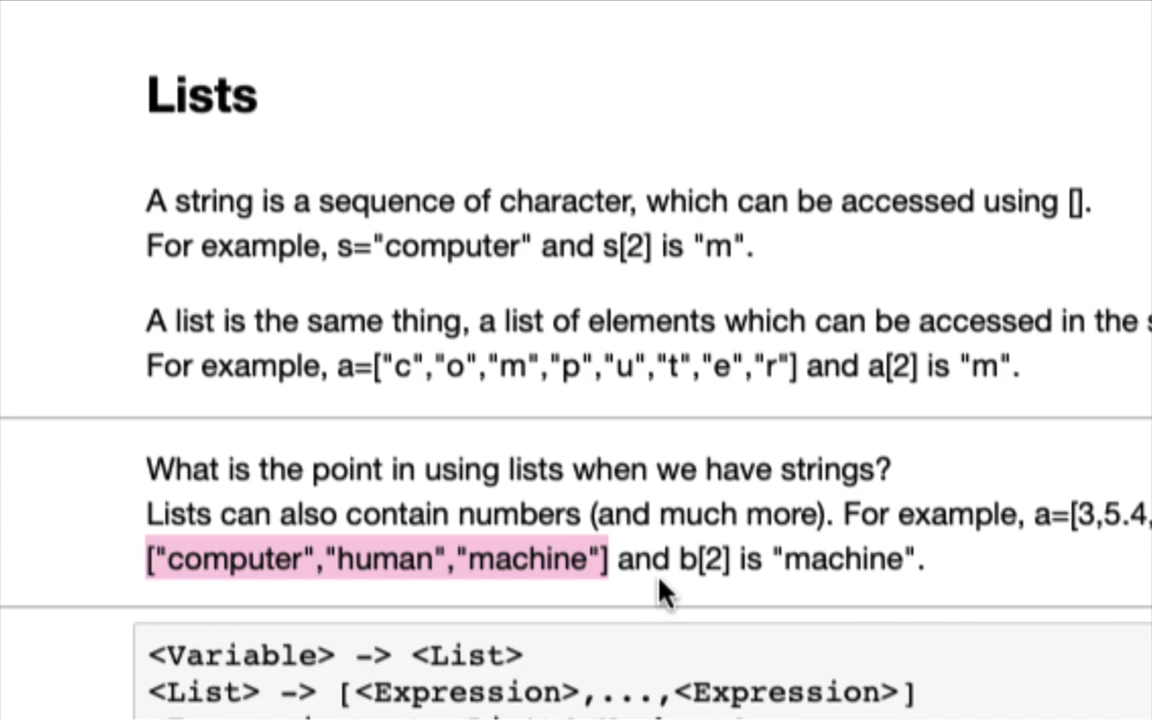 Lists
A string is a sequence of character, which can be accessed using [].
For example, s="computer" and s[2] is "m".
A list is the same thing, a list of elements which can be accessed in the
For example, a=["c","o","m","p","u","t","e","r"] and a[2] is "m".
What is the point in using lists when we have strings?
Lists can also contain numbers (and much more). For example, a=[3,5.4,
["computer","human","machine"] and b[2] is "machine".
<Variable> -> <List>
<List> -> [<Expression>,...,<Expression>]